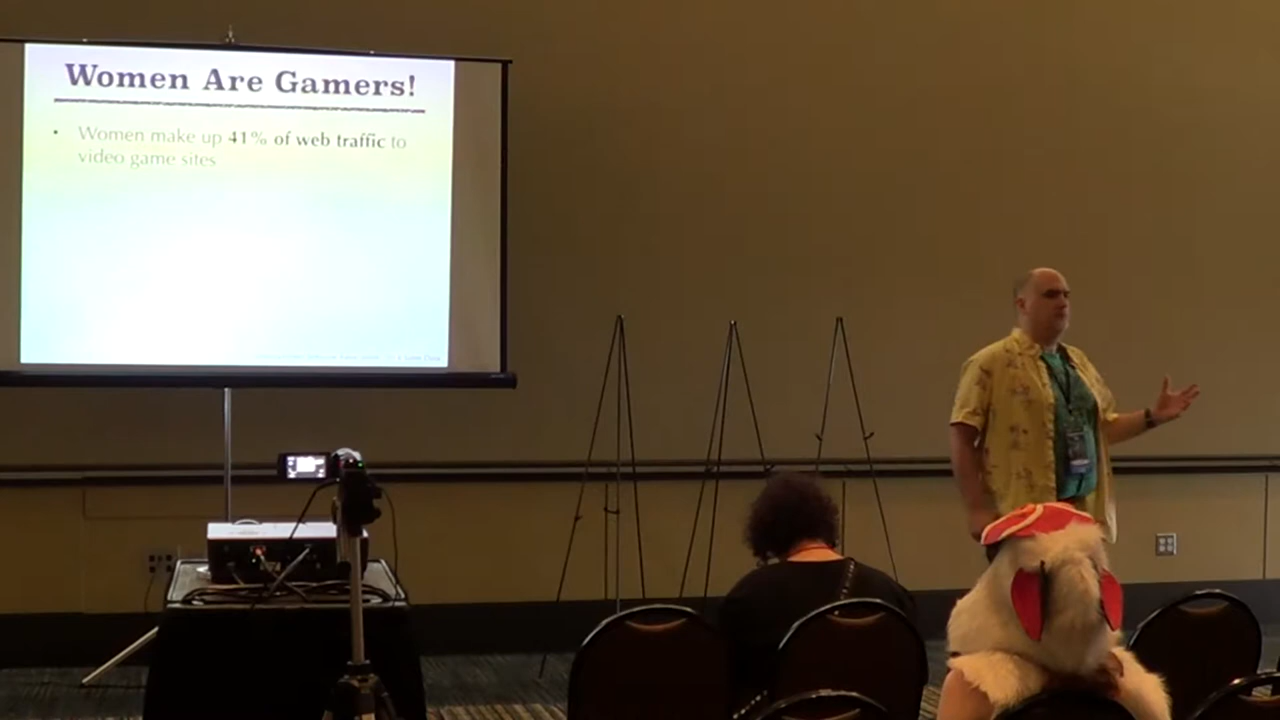 Women Are Gamers!
• Women make up 41% of web traffic to
video game sites